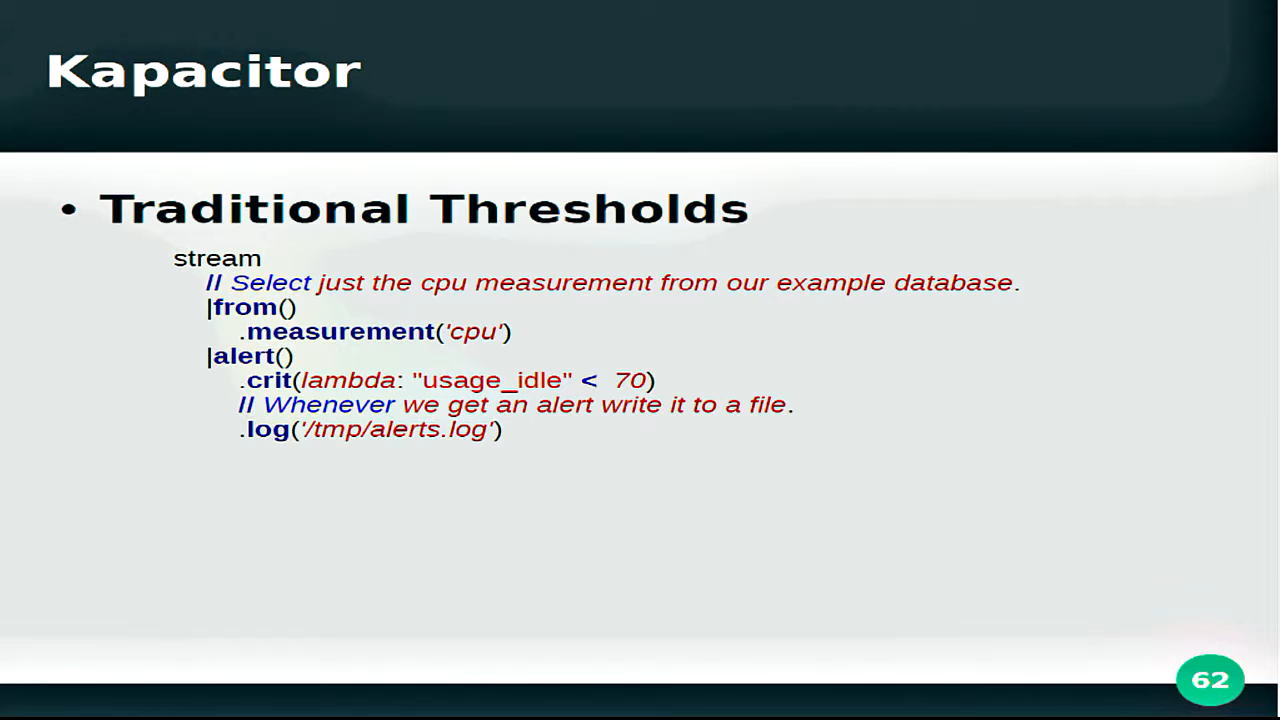 Kapacitor
• Traditional Thresholds
stream
// Select just the cpu measurement from our example database.
|from()
.measurement('cpu')
|alert()
.crit(lambda: "usage_idle" < 70)
// Whenever we get an alert write it to a file.
.log('/tmp/alerts.log')
62